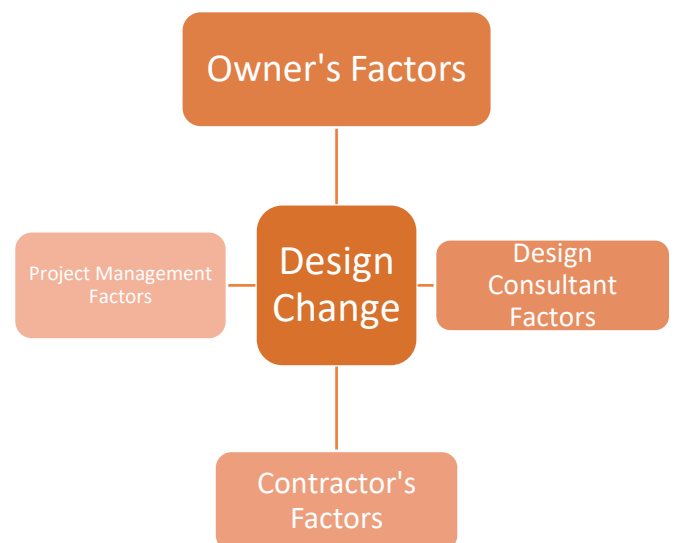 Owner's Factors
Project Management
Factors
Design
Change
Design
Consultant
Factors
Contractor's
Factors